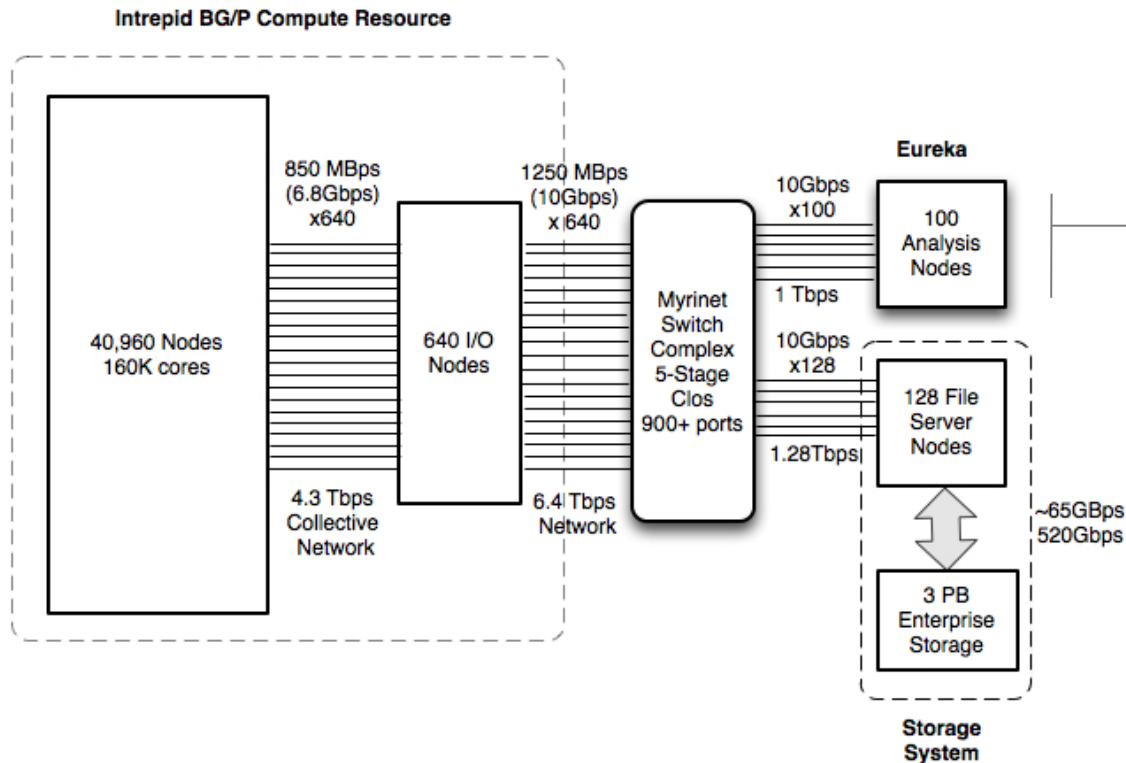 Intrepid BG/P Compute Resource
40,960 Nodes
160K cores
850 MBps
(6.8Gbps)
x640
4.3 Tbps
Collective
Network
640 I/O
Nodes
1250 MBps
(10Gbps)
x 640
6.4 Tbps
Network
Myrinet
Switch
Complex
5-Stage
Clos
900+ ports
10Gbps
x100
1 Tbps
Eureka
100
Analysis
Nodes
10Gbps
x128
1.28Tbps
128 File
Server
Nodes
~65GBps
520Gbps
3 PB
Enterprise
Storage
Storage
System